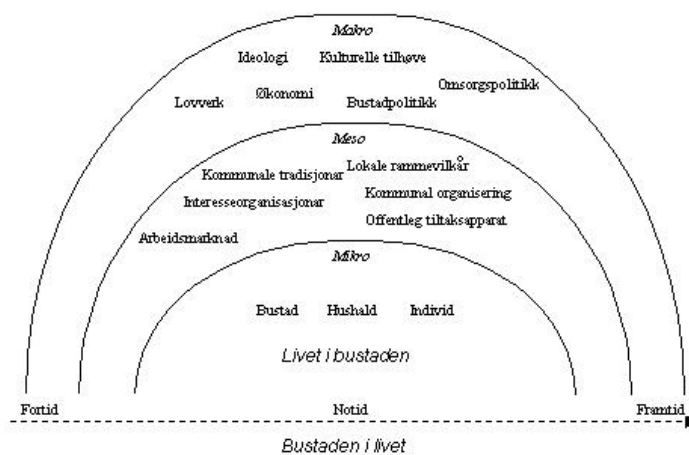 Makro
Ideologi Kulturelle tilhøve
Omsorgspolitikk
Økonomi
Lovverk Bustadpolitikk
Meso
Lokale rammevilkår
Kommunale tradisjonar
Kommunal organisering
Interesseorganisasjonar
Offentleg tiltaksapparat
Arbeidsmarknad
Mikro
Bustad Hushald Individ
Livet i bustaden
Fortid Notid Framtid
Bustaden i livet